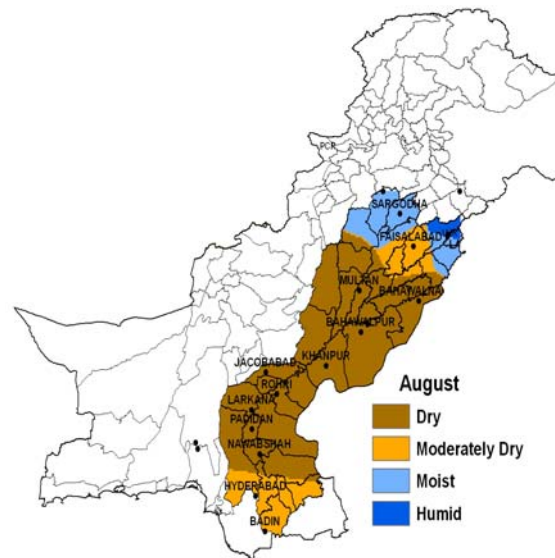 PCR
SARGODHA
FAISALABAD
MULTAN
BAHAWALNA
BAHAWALPUR
KHANPUR
JACOBABAD
ROHRI
LARKANA
PADIDAN
NAWABSHAH
HYDERABAD
BADIN
August
Dry
Moderately Dry
Moist
Humid